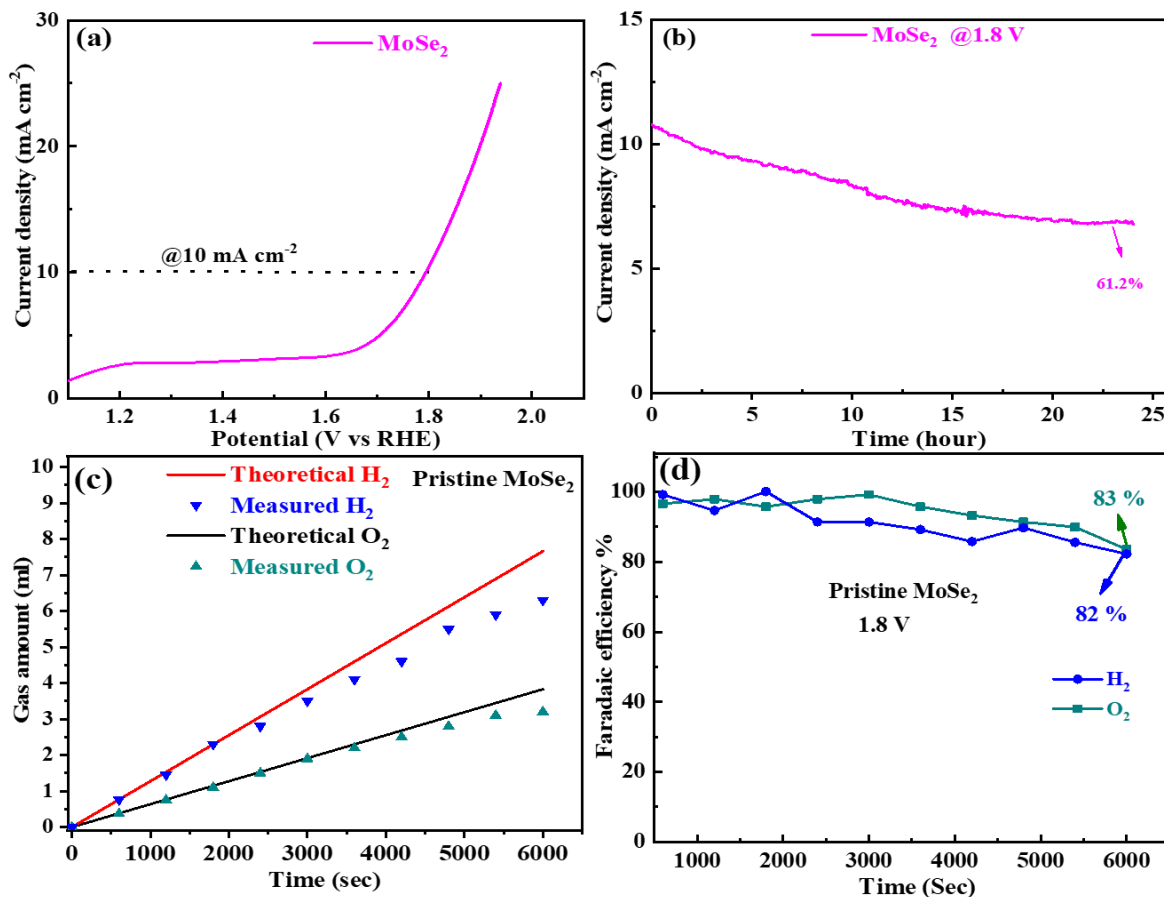 (a)
MoSe₂
@10 mA cm⁻²
Current density (mA cm⁻²)
30
20
10
0
1.2 1.4 1.6 1.8 2.0
Potential (V vs RHE)
(b)
MoSe₂ @1.8 V
61.2%
Current density (mA cm⁻²)
15
10
5
0
0 5 10 15 20 25
Time (hour)
(c)
Theoretical H₂
Pristine MoSe₂
Measured H₂
Theoretical O₂
Measured O₂
Gas amount (ml)
10
9
8
7
6
5
4
3
2
1
0
0 1000 2000 3000 4000 5000 6000
Time (sec)
(d)
83 %
Pristine MoSe₂
1.8 V
82 %
H₂
O₂
Faradaic efficiency %
100
80
60
40
20
0
1000 2000 3000 4000 5000 6000
Time (Sec)